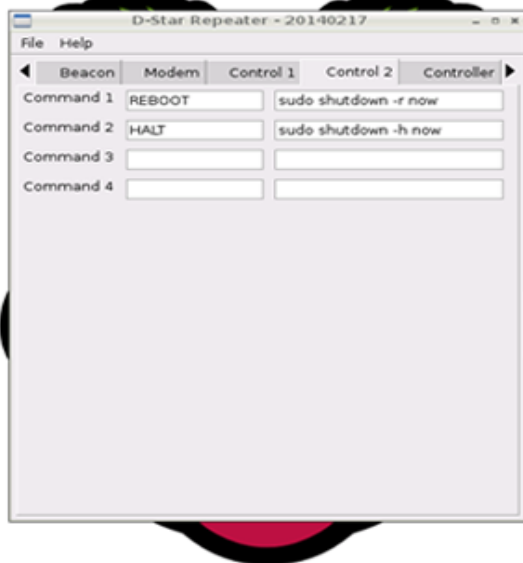 D-Star Repeater - 20140217
File Help
Beacon Modem Control 1 Control 2 Controller
Command 1 REBOOT sudo shutdown -r now
Command 2 HALT sudo shutdown -h now
Command 3
Command 4